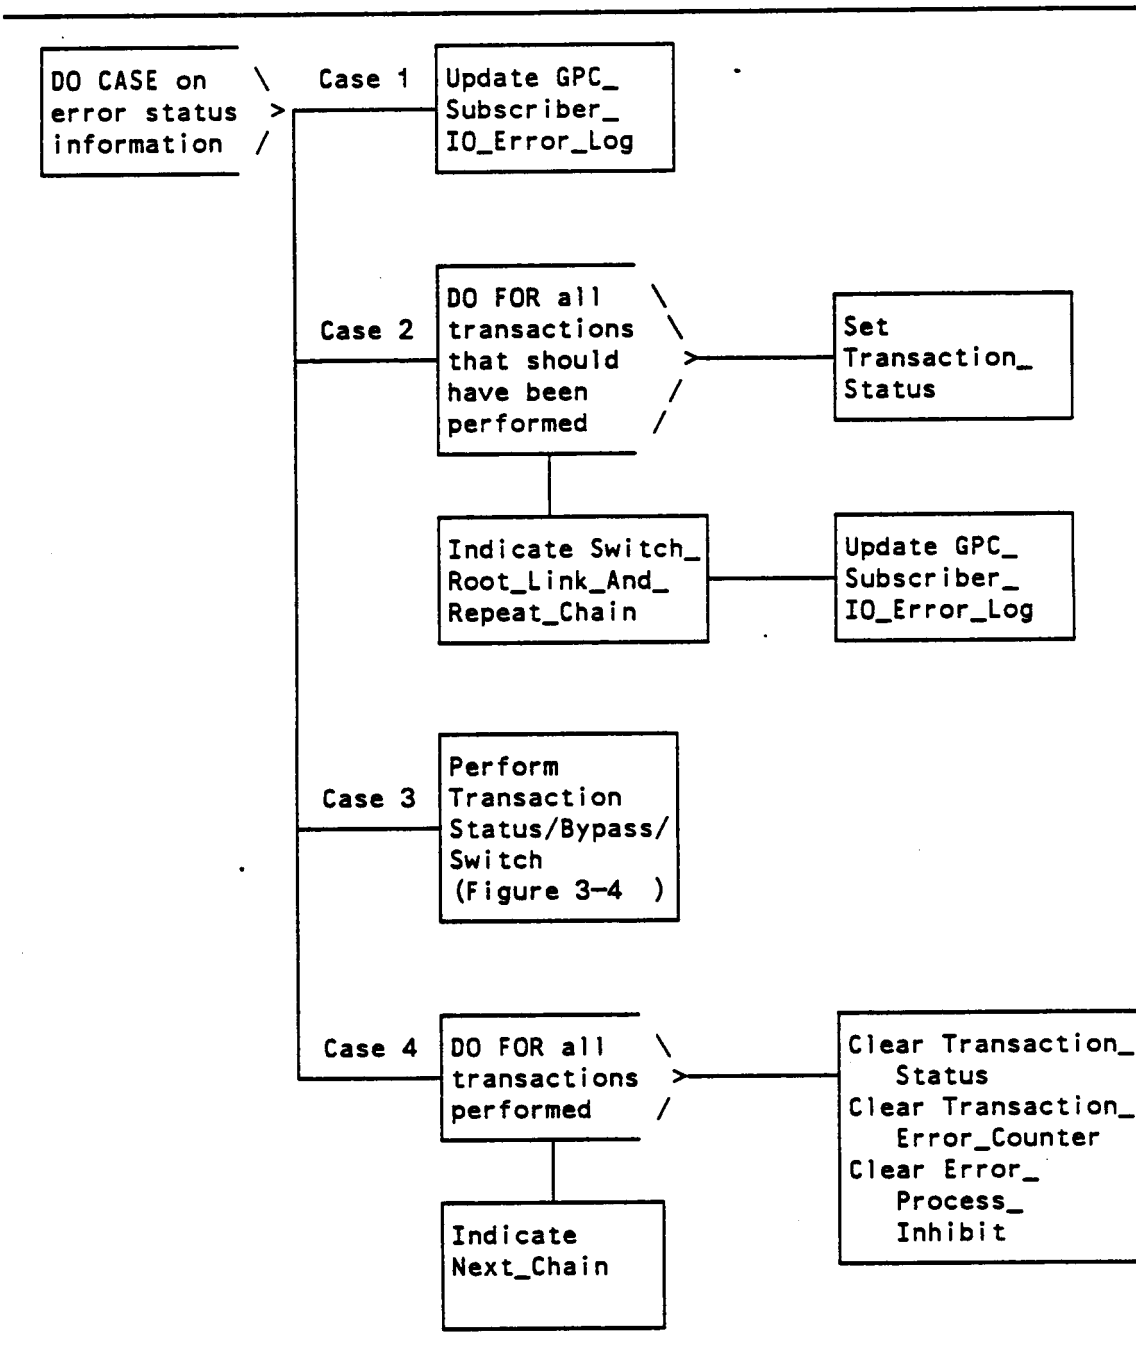 DO CASE on
error status
information
Case 1
Update GPC_
Subscriber_
IO_Error_Log
Case 2
DO FOR all
transactions
that should
have been
performed
Set
Transaction_
Status
Indicate Switch_
Root_Link_And_
Repeat_Chain
Update GPC_
Subscriber_
IO_Error_Log
Case 3
Perform
Transaction
Status/Bypass/
Switch
(Figure 3-4 )
Case 4
DO FOR all
transactions
performed
Clear Transaction_
Status
Clear Transaction_
Error_Counter
Clear Error_
Process_
Inhibit
Indicate
Next_Chain